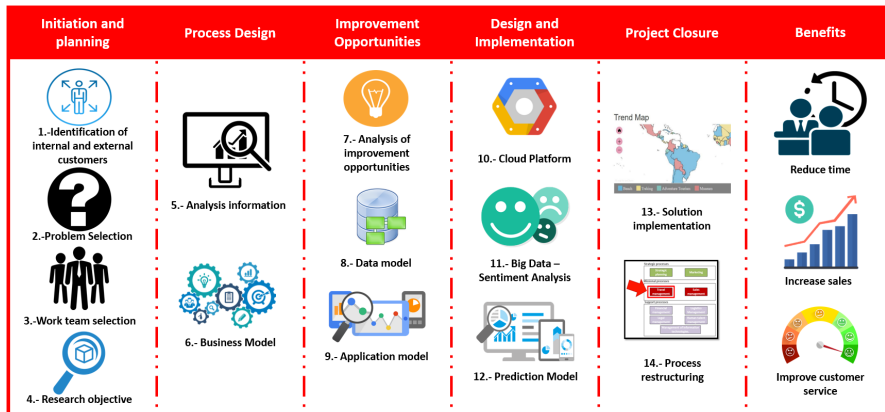 Initiation and
planning
Process Design
Improvement
Opportunities
Design and
Implementation
Project Closure
Benefits
1.-Identification of
internal and external
customers
2.-Problem Selection
3.-Work team selection
4.- Research objective
5.- Analysis information
6.- Business Model
7.- Analysis of
improvement
opportunities
8.- Data model
9.- Application model
10.- Cloud Platform
11.- Big Data –
Sentiment Analysis
12.- Prediction Model
Trend Map
13.- Solution
implementation
14.- Process
restructuring
Reduce time
$
Increase sales
Improve customer
service